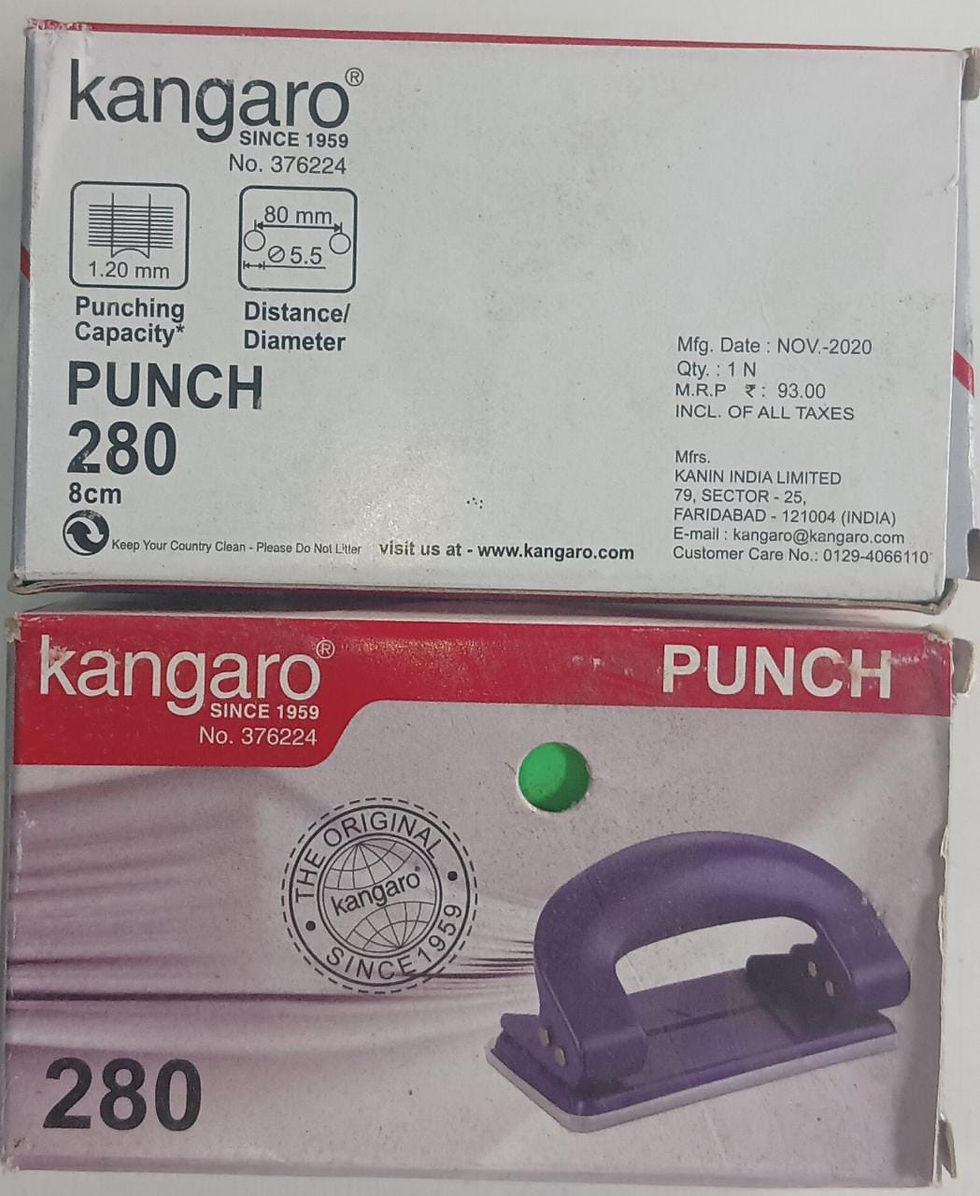 kangaro®
SINCE 1959
No. 376224
1.20 mm
Punching
Capacity*
80 mm
⌀ 5.5
Distance/
Diameter
PUNCH
280
8cm
Keep Your Country Clean - Please Do Not Litter
visit us at - www.kangaro.com
Mfg. Date : NOV.-2020
Qty. : 1 N
M.R.P ₹ : 93.00
INCL. OF ALL TAXES
Mfrs.
KANIN INDIA LIMITED
79, SECTOR - 25,
FARIDABAD - 121004 (INDIA)
E-mail : kangaro@kangaro.com
Customer Care No.: 0129-4066110
kangaro®
SINCE 1959
No. 376224
PUNCH
THE ORIGINAL
kangaro®
SINCE 1959
280